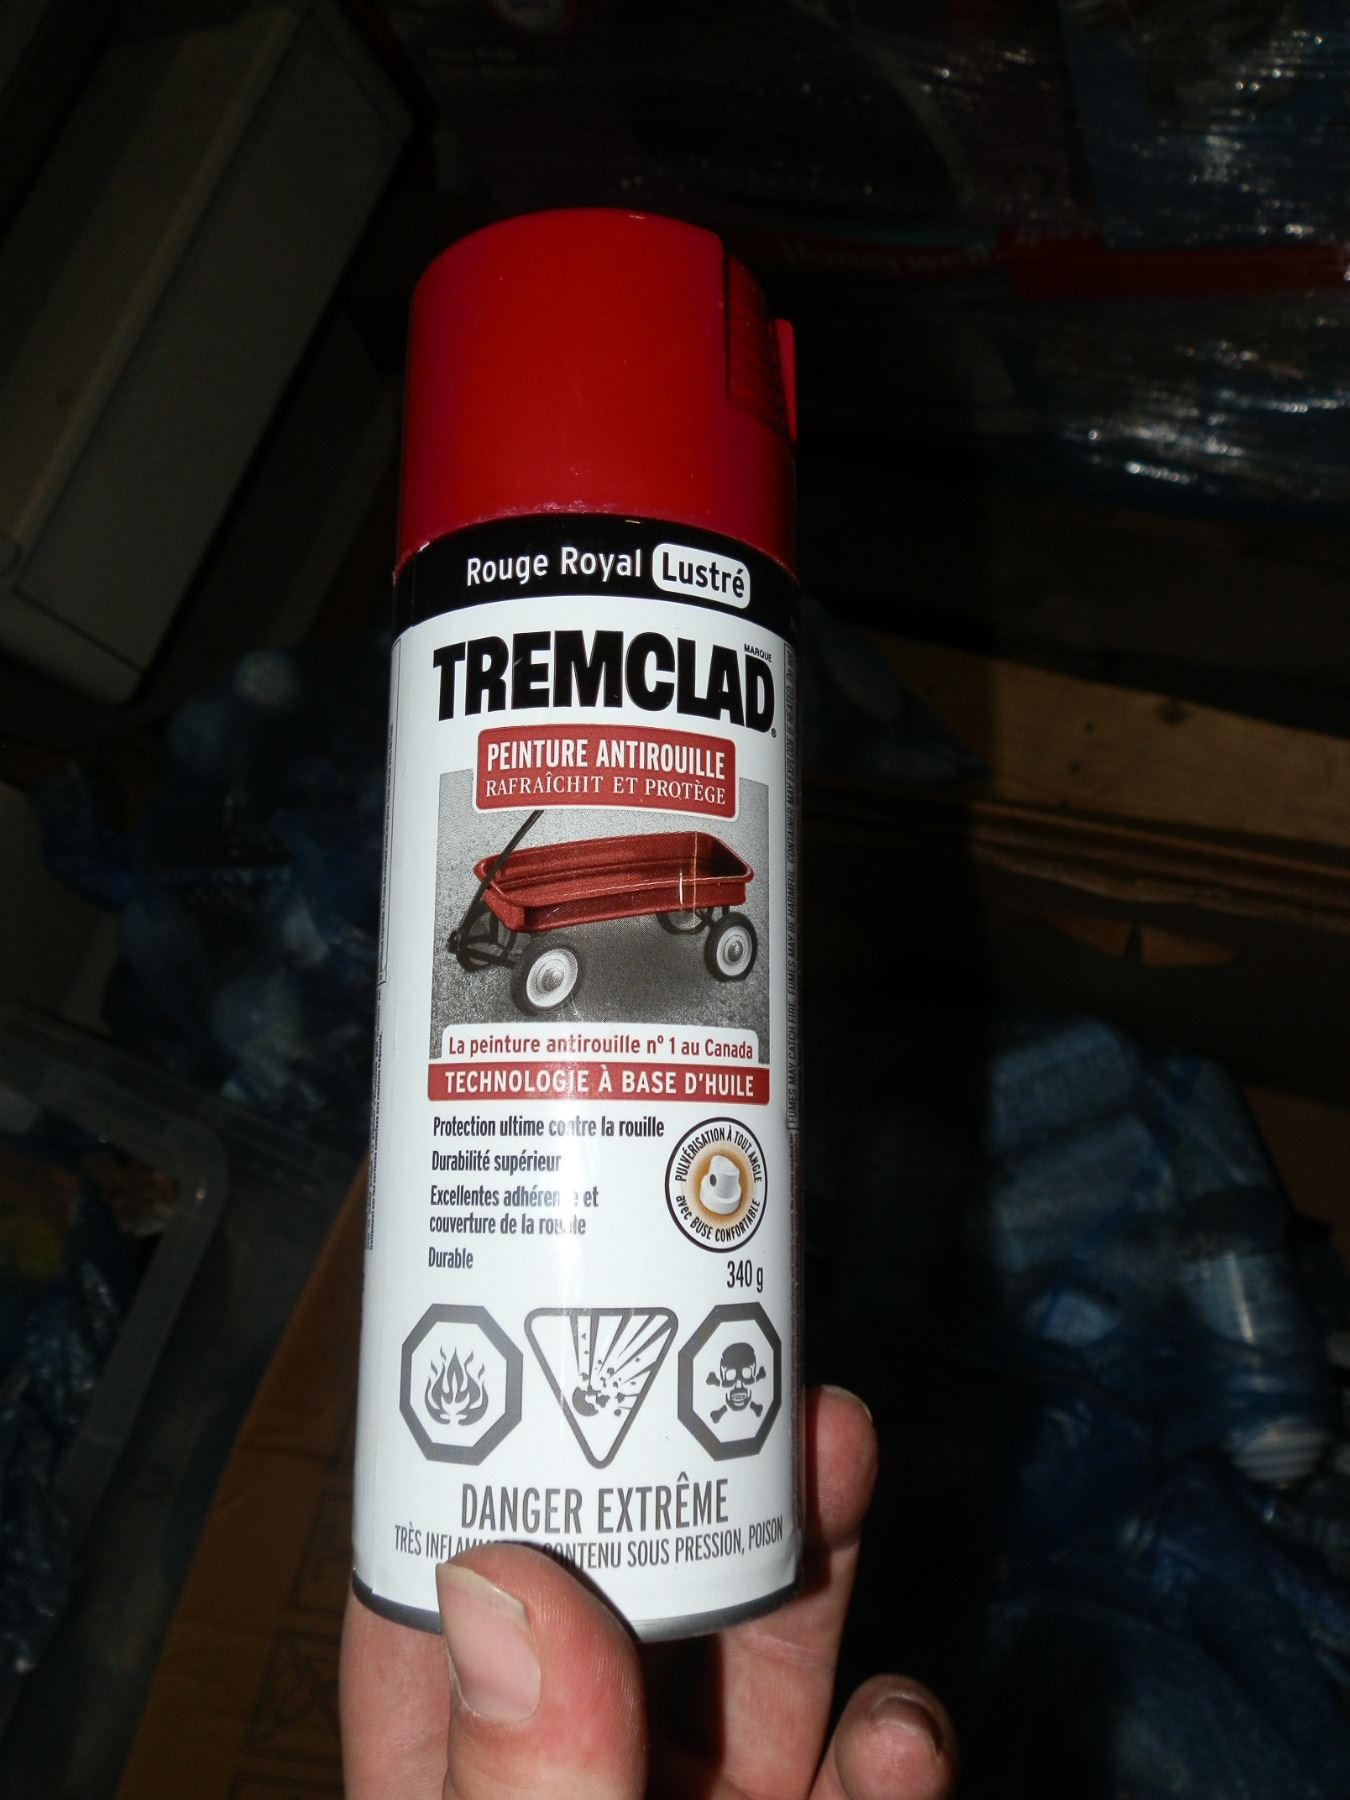 Rouge Royal Lustré
MARQUE
TREMCLAD®
PEINTURE ANTIROUILLE
RAFRAÎCHIT ET PROTÈGE
La peinture antirouille nº 1 au Canada
TECHNOLOGIE À BASE D'HUILE
Protection ultime contre la rouille
Durabilité supérieur
Excellentes adhérence et
couverture de la rouille
Durable
PULVÉRISATION À TOUT ANGLE
avec BUSE CONFORTABLE
340 g
DANGER EXTRÊME
TRÈS CONTENU SOUS PRESSION, POISON